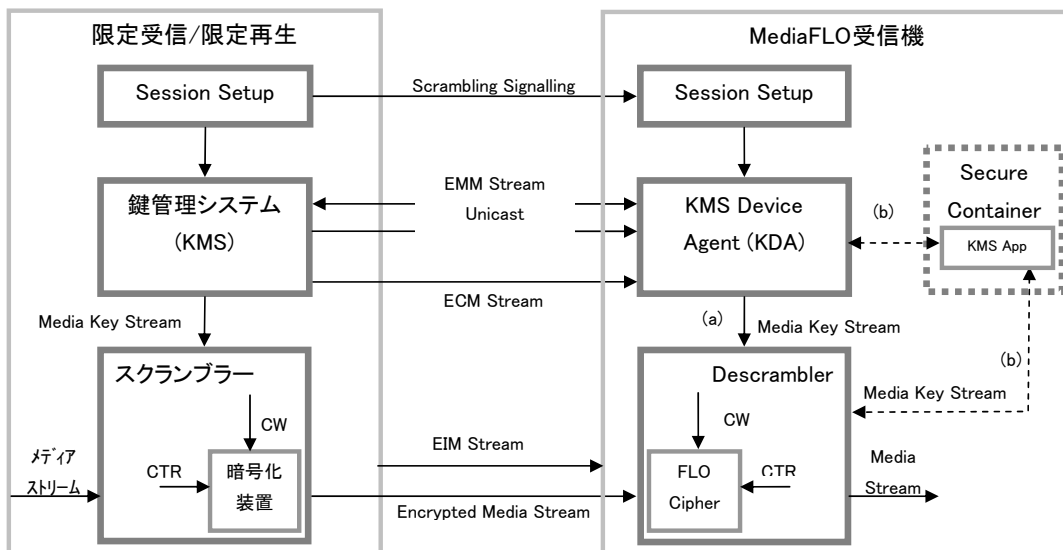 限定受信/限定再生
MediaFLO受信機
Session Setup
Scrambling Signalling
Session Setup
鍵管理システム
(KMS)
EMM Stream
Unicast
ECM Stream
KMS Device
Agent (KDA)
(b)
Secure
Container
KMS App
Media Key Stream
(a)
Media Key Stream
(b)
Media Key Stream
スクランブラー
CW
CTR
暗号化
装置
メディア
ストリーム
EIM Stream
Encrypted Media Stream
Descrambler
CW
FLO
Cipher
CTR
Media
Stream